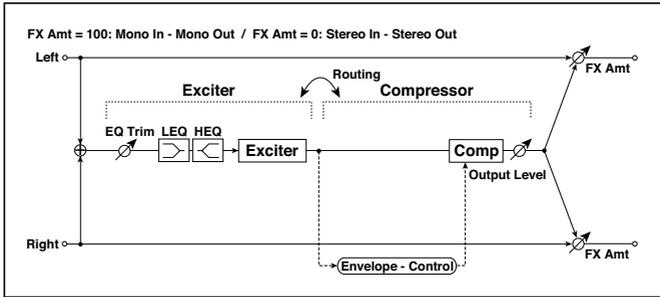 FX Amt = 100: Mono In - Mono Out / FX Amt = 0: Stereo In - Stereo Out
Left
FX Amt
Routing
Exciter
Compressor
EQ Trim
LEQ
HEQ
Exciter
Comp
Output Level
Right
FX Amt
Envelope - Control